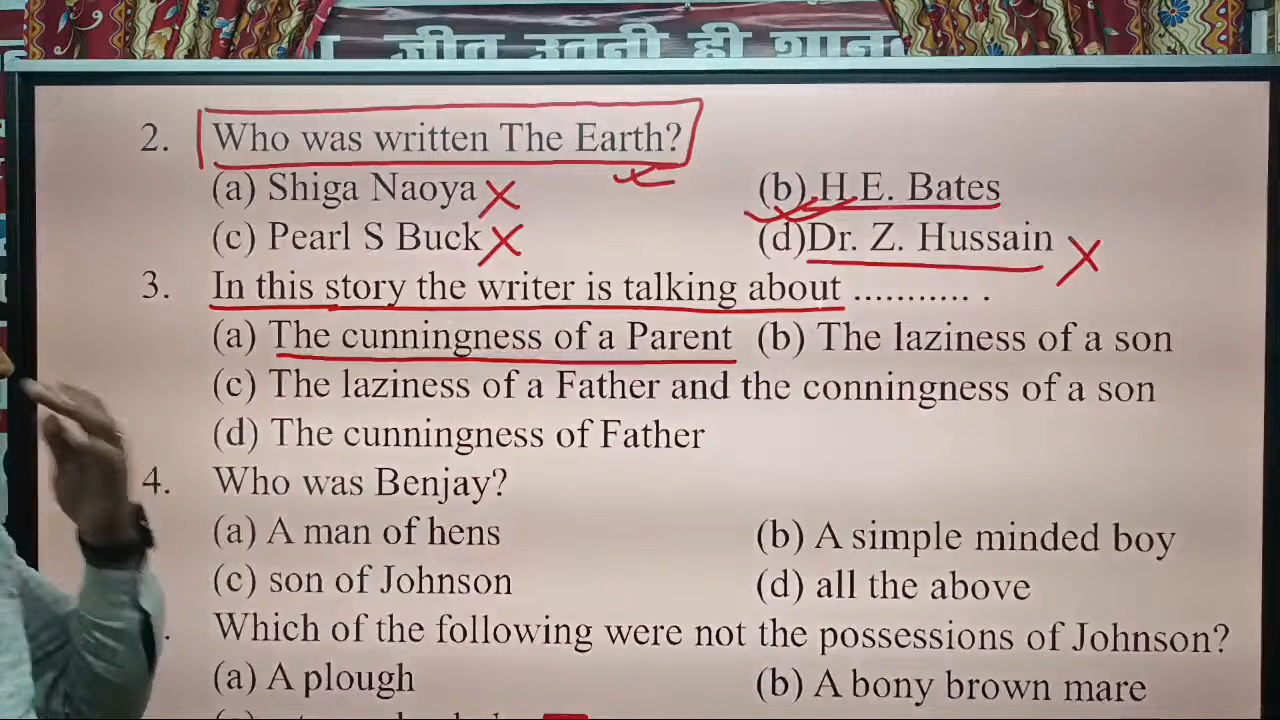 जीत उतनी ही शान
2. Who was written The Earth?
(a) Shiga Naoya (b) H.E. Bates
(c) Pearl S Buck (d)Dr. Z. Hussain
3. In this story the writer is talking about ........... .
(a) The cunningness of a Parent (b) The laziness of a son
(c) The laziness of a Father and the conningness of a son
(d) The cunningness of Father
4. Who was Benjay?
(a) A man of hens (b) A simple minded boy
(c) son of Johnson (d) all the above
. Which of the following were not the possessions of Johnson?
(a) A plough (b) A bony brown mare